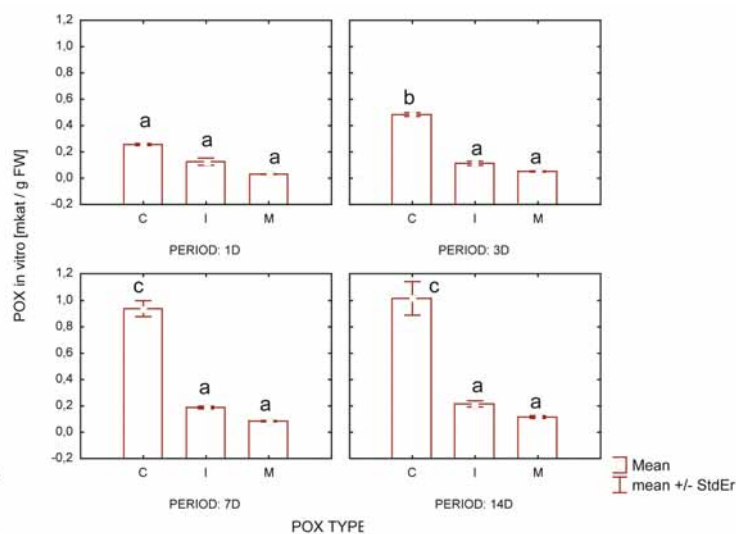 POX in vitro [mkat / g FW]
1,2
1,0
0,8
0,6
0,4
0,2
0,0
-0,2
a
a
a
C I M
PERIOD: 1D
b
a
a
C I M
PERIOD: 3D
1,2
1,0
0,8
0,6
0,4
0,2
0,0
-0,2
c
a
a
C I M
PERIOD: 7D
c
a
a
C I M
PERIOD: 14D
POX TYPE
Mean
mean +/- StdEr